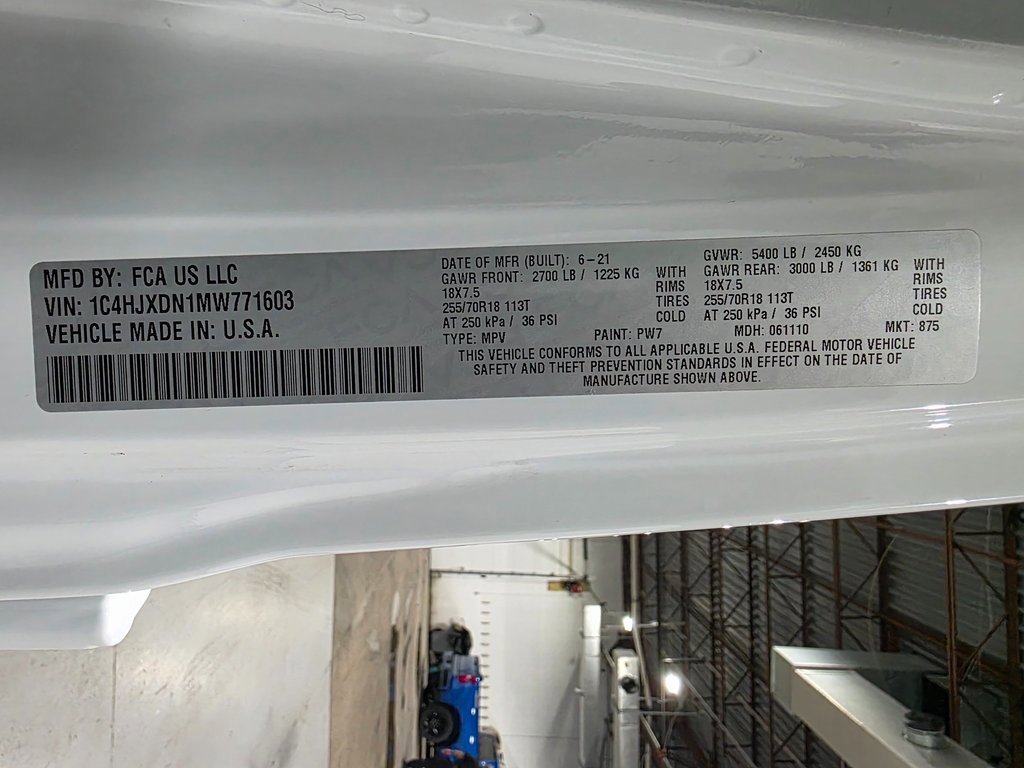 MFD BY: FCA US LLC
VIN: 1C4HJXDN1MW771603
VEHICLE MADE IN: U.S.A.
DATE OF MFR (BUILT): 6-21
GAWR FRONT: 2700 LB / 1225 KG WITH
18X7.5 RIMS
255/70R18 113T TIRES
AT 250 kPa / 36 PSI COLD
GVWR: 5400 LB / 2450 KG
GAWR REAR: 3000 LB / 1361 KG WITH
18X7.5 RIMS
255/70R18 113T TIRES
AT 250 kPa / 36 PSI COLD
TYPE: MPV PAINT: PW7 MDH: 061110 MKT: 875
THIS VEHICLE CONFORMS TO ALL APPLICABLE U.S.A. FEDERAL MOTOR VEHICLE
SAFETY AND THEFT PREVENTION STANDARDS IN EFFECT ON THE DATE OF
MANUFACTURE SHOWN ABOVE.